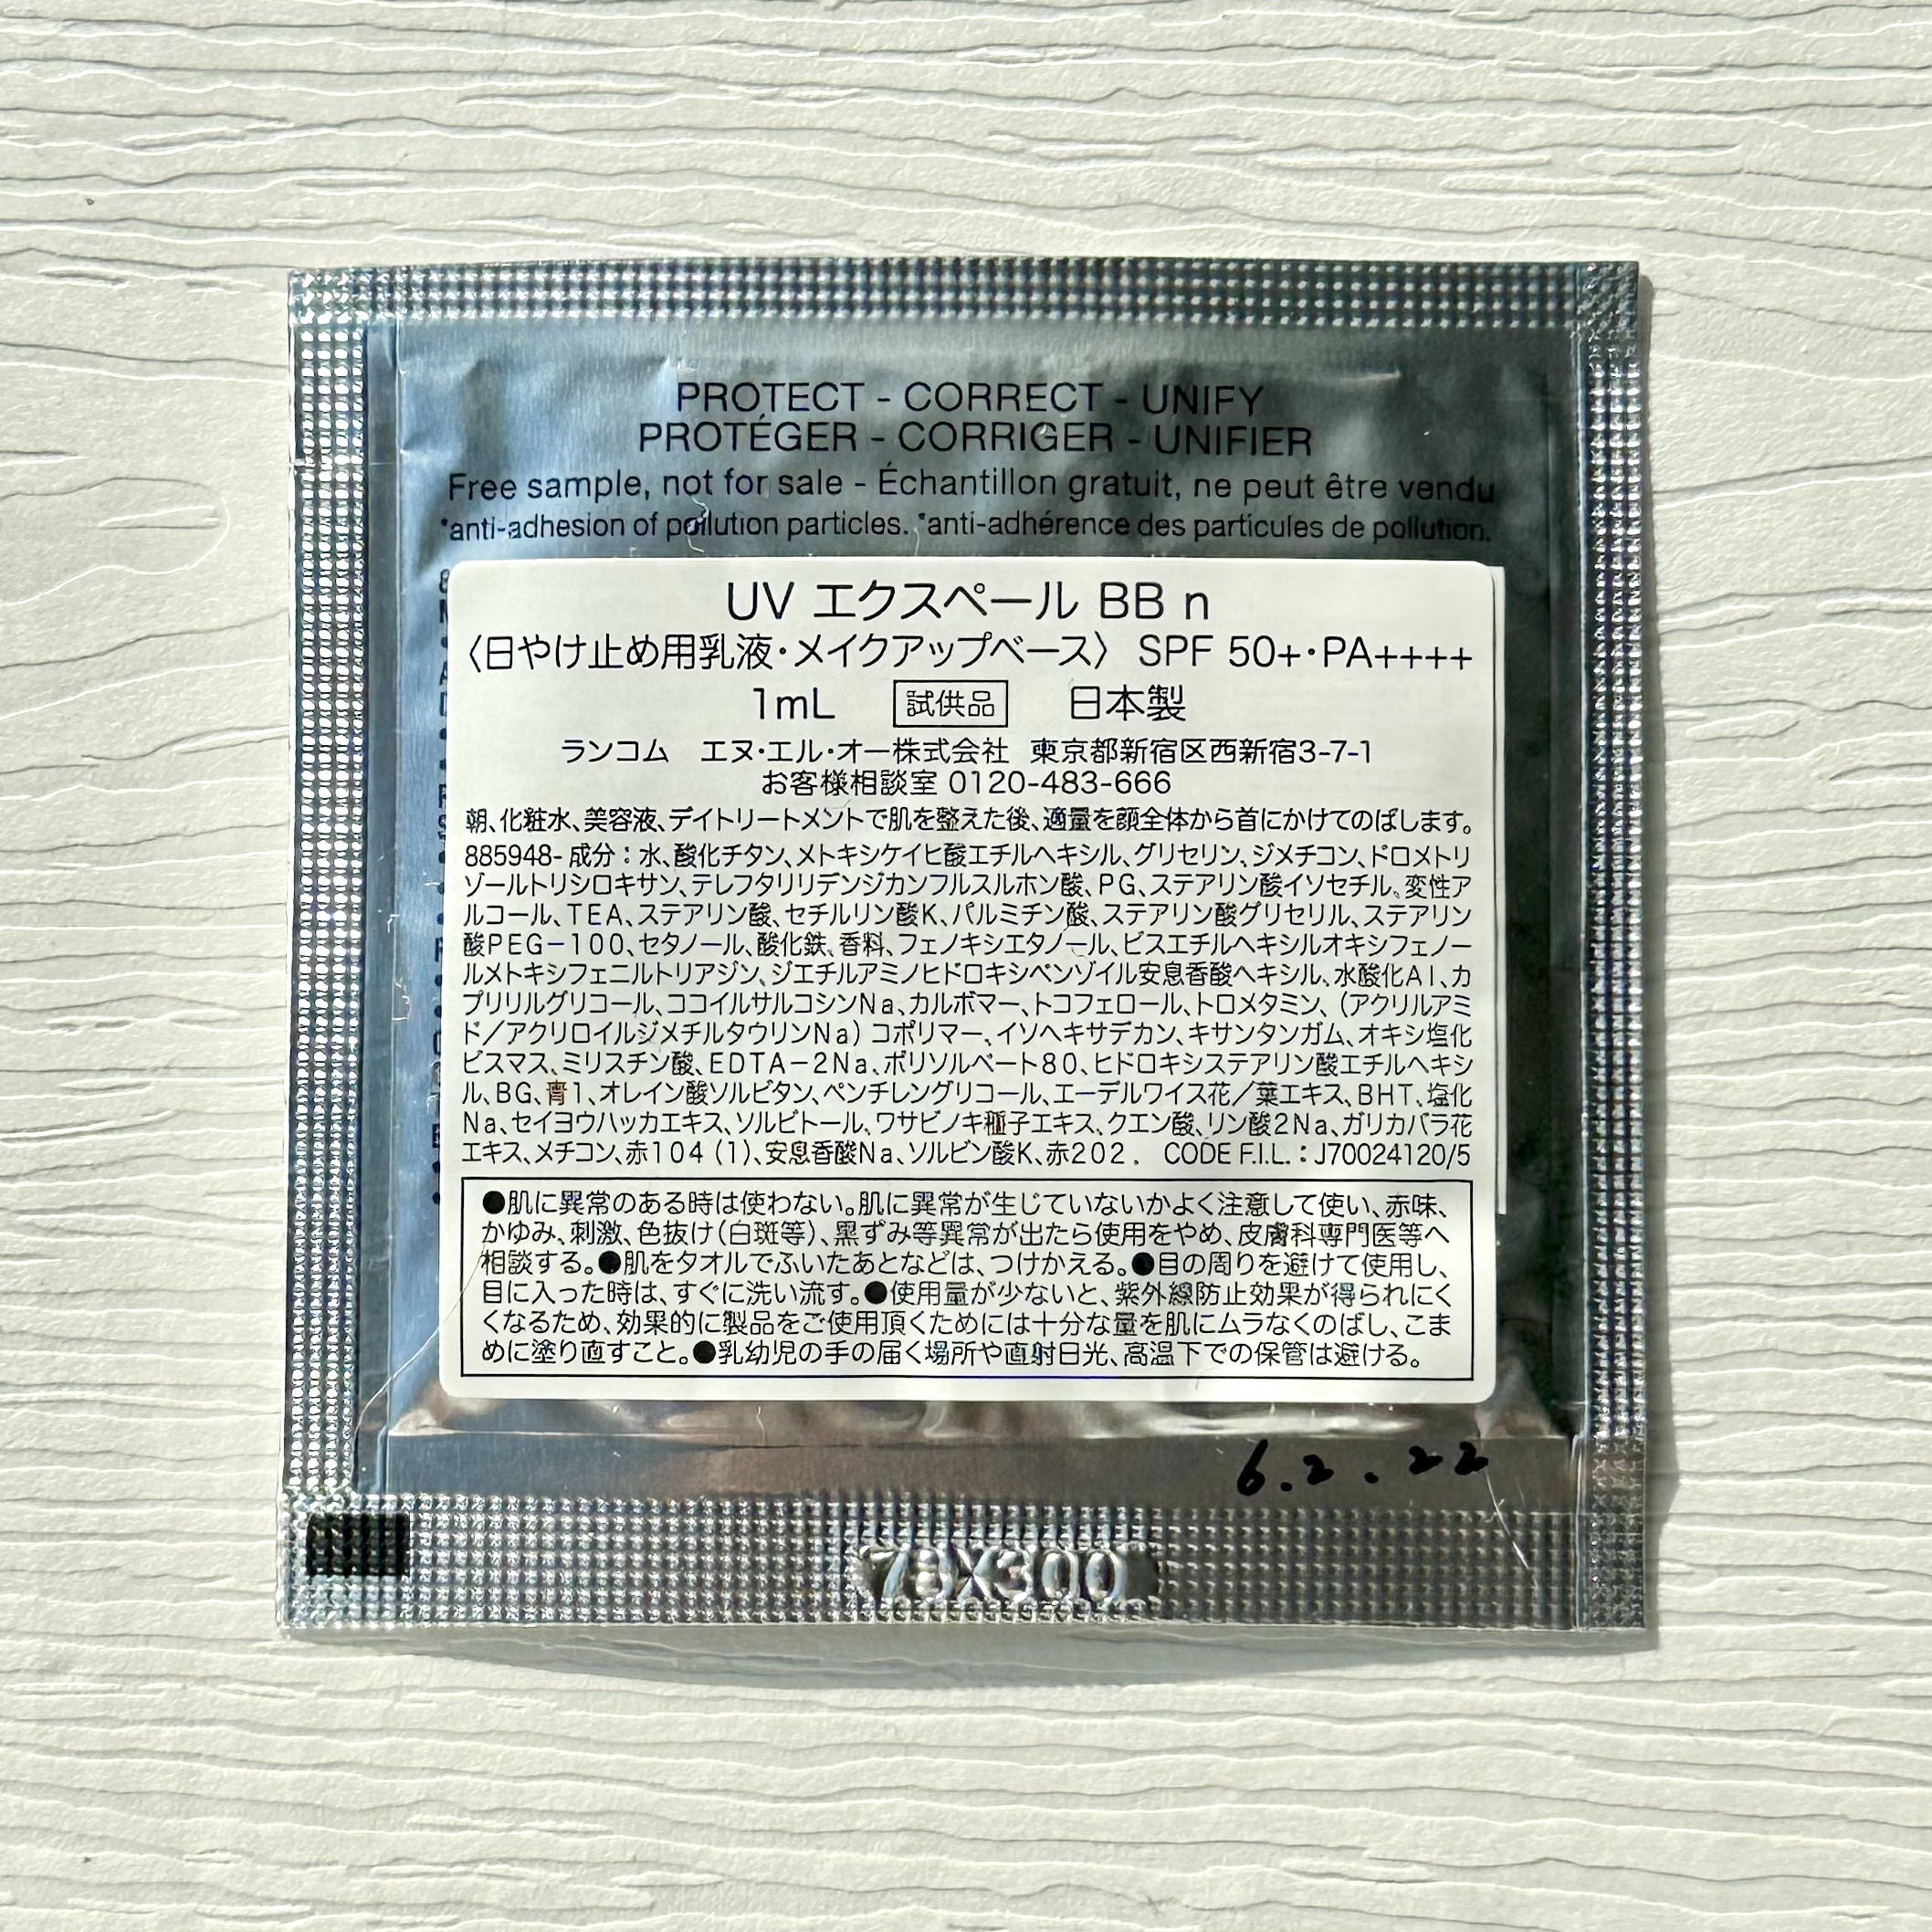 PROTECT - CORRECT - UNIFY
PROTÉGER - CORRIGER - UNIFIER
Free sample, not for sale - Échantillon gratuit, ne peut être vendu
*anti-adhesion of pollution particles. *anti-adhérence des particules de pollution.
UV エクスペール BB n
〈日やけ止め用乳液・メイクアップベース〉 SPF 50+・PA++++
1mL 試供品 日本製
ランコム エヌ・エル・オー株式会社 東京都新宿区西新宿3-7-1
お客様相談室 0120-483-666
朝、化粧水、美容液、デイトリートメントで肌を整えた後、適量を顔全体から首にかけてのばします。
885948- 成分：水、酸化チタン、メトキシケイヒ酸エチルヘキシル、グリセリン、ジメチコン、ドロメトリ
ゾールトリシロキサン、テレフタリリデンジカンフルスルホン酸、PG、ステアリン酸イソセチル、変性ア
ルコール、TEA、ステアリン酸、セチルリン酸K、パルミチン酸、ステアリン酸グリセリル、ステアリン
酸PEG－100、セタノール、酸化鉄、香料、フェノキシエタノール、ビスエチルヘキシルオキシフェノー
ルメトキシフェニルトリアジン、ジエチルアミノヒドロキシベンゾイル安息香酸ヘキシル、水酸化Al、カ
プリリルグリコール、ココイルサルコシンNa、カルボマー、トコフェロール、トロメタミン、（アクリルアミ
ド／アクリロイルジメチルタウリンNa）コポリマー、イソヘキサデカン、キサンタンガム、オキシ塩化
ビスマス、ミリスチン酸、EDTA－2Na、ポリソルベート80、ヒドロキシステアリン酸エチルヘキシ
ル、BG、青1、オレイン酸ソルビタン、ペンチレングリコール、エーデルワイス花／葉エキス、BHT、塩化
Na、セイヨウハッカエキス、ソルビトール、ワサビノキ種子エキス、クエン酸、リン酸2Na、ガリカバラ花
エキス、メチコン、赤104（1）、安息香酸Na、ソルビン酸K、赤202． CODE F.I.L.：J70024120/5
●肌に異常のある時は使わない。肌に異常が生じていないかよく注意して使い、赤味、
かゆみ、刺激、色抜け（白斑等）、黒ずみ等異常が出たら使用をやめ、皮膚科専門医等へ
相談する。●肌をタオルでふいたあとなどは、つけかえる。●目の周りを避けて使用し、
目に入った時は、すぐに洗い流す。●使用量が少ないと、紫外線防止効果が得られにく
くなるため、効果的に製品をご使用頂くためには十分な量を肌にムラなくのばし、こま
めに塗り直すこと。●乳幼児の手の届く場所や直射日光、高温下での保管は避ける。
6.2.22
78X300